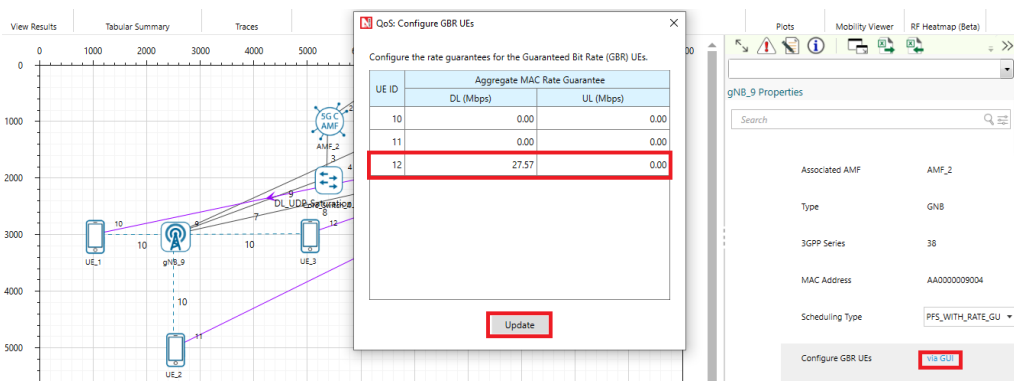 View Results Tabular Summary Traces
Plots Mobility Viewer RF Heatmap (Beta)
QoS: Configure GBR UEs
Configure the rate guarantees for the Guaranteed Bit Rate (GBR) UEs.
UE ID Aggregate MAC Rate Guarantee
DL (Mbps) UL (Mbps)
10 0.00 0.00
11 0.00 0.00
12 27.57 0.00
Update
0 1000 2000 3000 4000 5000
0
1000
2000
3000
4000
5000
5G C
AMF
AMF_2
3
4
9
DL_UDP
8
7
10
12
9
10
10
UE_1
gNB_9
UE_3
10
11
UE_2
gNB_9 Properties
Search
Associated AMF AMF_2
Type GNB
3GPP Series 38
MAC Address AA0000009004
Scheduling Type PFS_WITH_RATE_GU
Configure GBR UEs via GUI